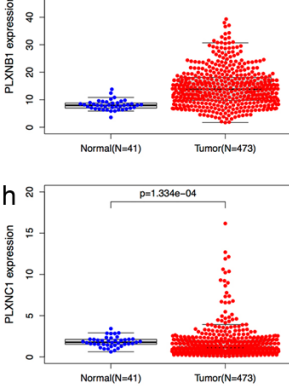 PLXNB1 expression
40
30
20
10
0
Normal(N=41) Tumor(N=473)
h
p=1.334e−04
PLXNC1 expression
20
15
10
5
0
Normal(N=41) Tumor(N=473)